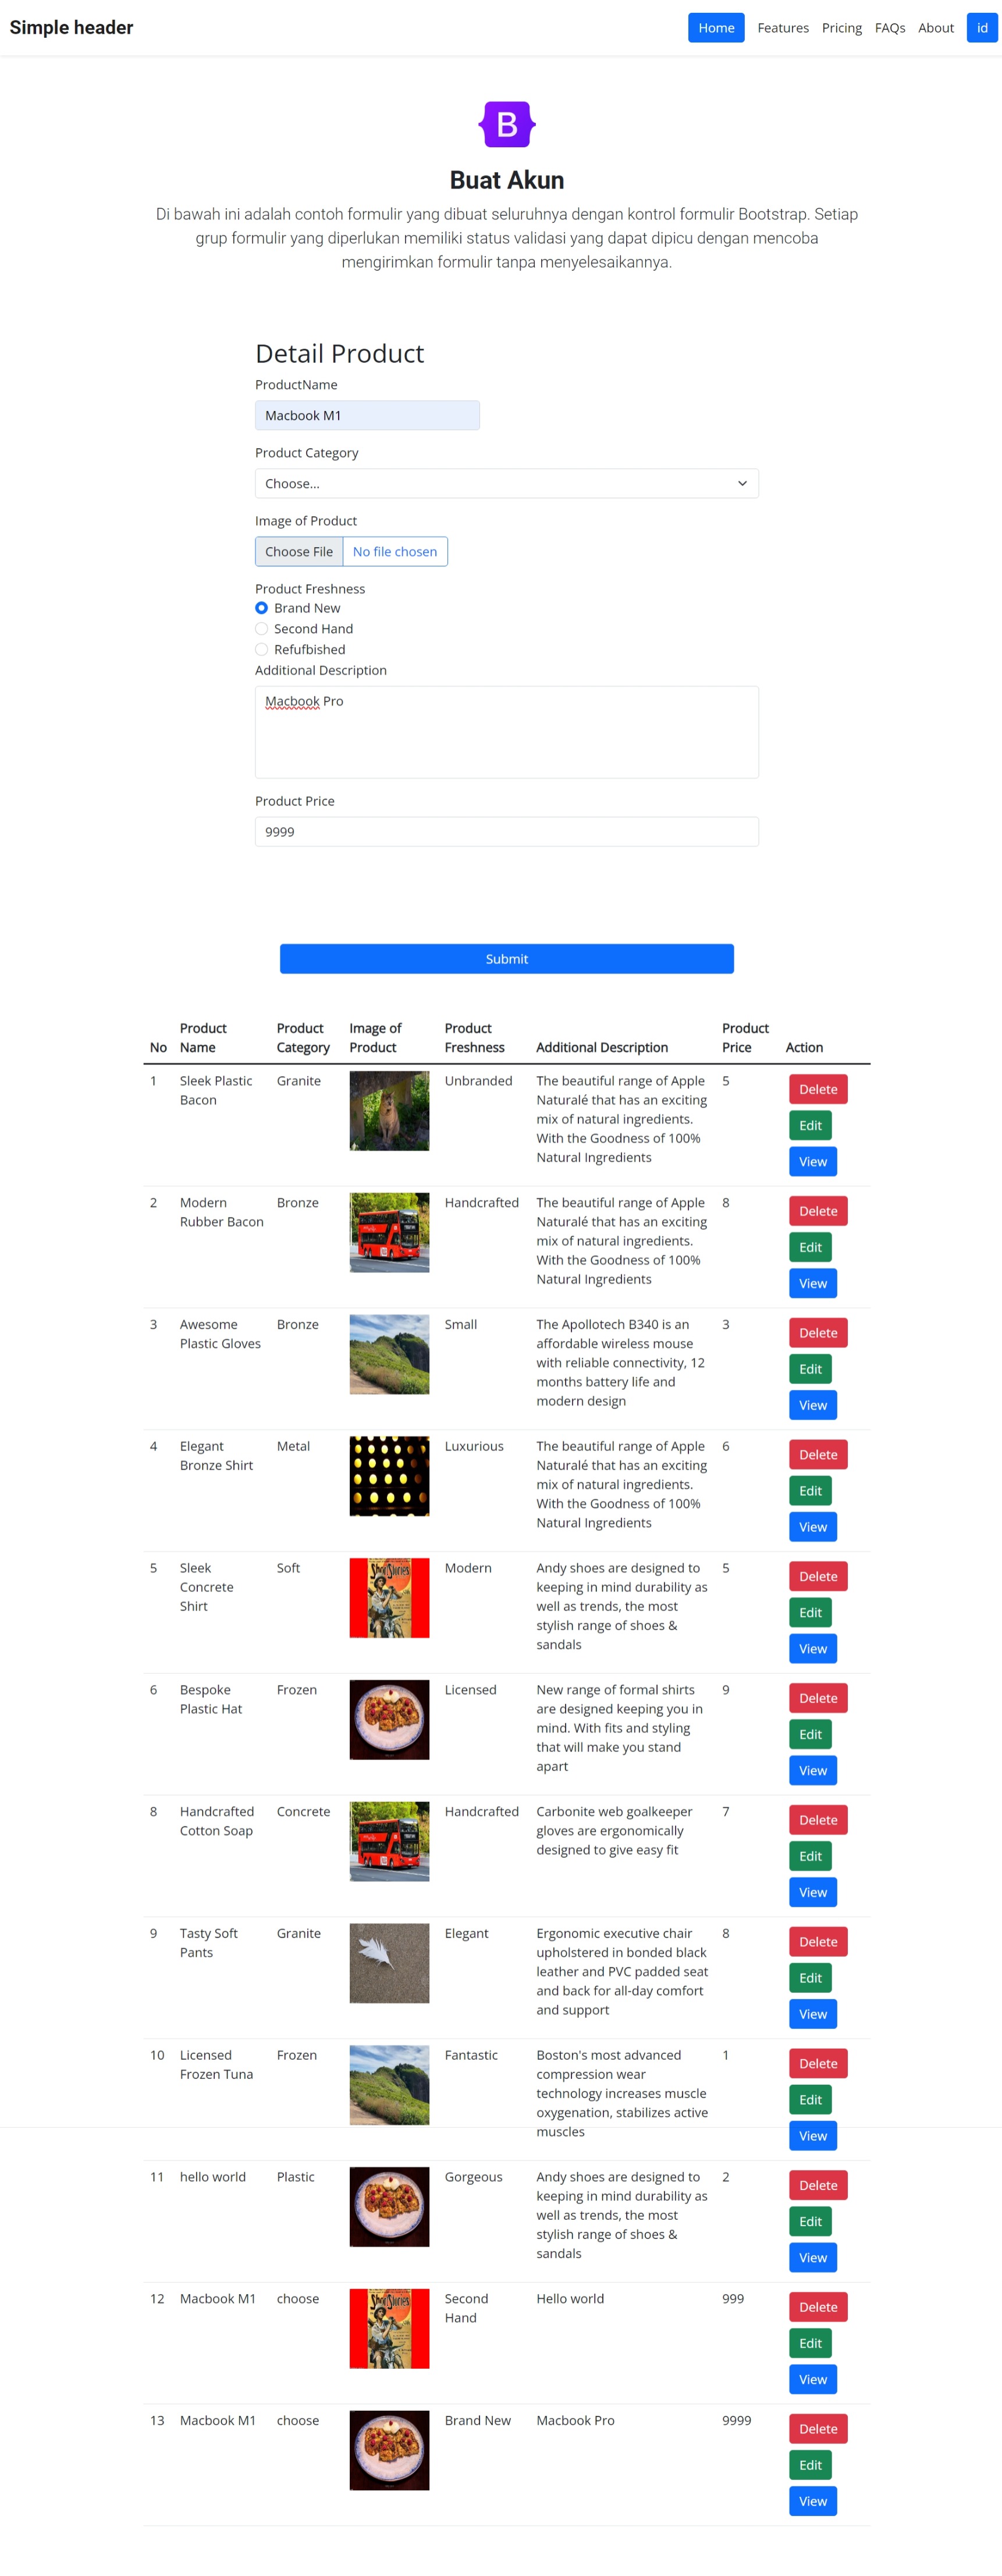 Simple header
Home Features Pricing FAQs About id
B
Buat Akun
Di bawah ini adalah contoh formulir yang dibuat seluruhnya dengan kontrol formulir Bootstrap. Setiap
grup formulir yang diperlukan memiliki status validasi yang dapat dipicu dengan mencoba
mengirimkan formulir tanpa menyelesaikannya.
Detail Product
ProductName
Macbook M1
Product Category
Choose...
Image of Product
Choose File No file chosen
Product Freshness
Brand New
Second Hand
Refufbished
Additional Description
Macbook Pro
Product Price
9999
Submit
No Product Name Product Category Image of Product Product Freshness Additional Description Product Price Action
1 Sleek Plastic Bacon Granite Unbranded
The beautiful range of Apple
Naturalé that has an exciting
mix of natural ingredients.
With the Goodness of 100%
Natural Ingredients
5
Delete
Edit
View
2 Modern Rubber Bacon Bronze Handcrafted
The beautiful range of Apple
Naturalé that has an exciting
mix of natural ingredients.
With the Goodness of 100%
Natural Ingredients
8
Delete
Edit
View
3 Awesome Plastic Gloves Bronze Small
The Apollotech B340 is an
affordable wireless mouse
with reliable connectivity, 12
months battery life and
modern design
3
Delete
Edit
View
4 Elegant Bronze Shirt Metal Luxurious
The beautiful range of Apple
Naturalé that has an exciting
mix of natural ingredients.
With the Goodness of 100%
Natural Ingredients
6
Delete
Edit
View
5 Sleek Concrete Shirt Soft Modern
Andy shoes are designed to
keeping in mind durability as
well as trends, the most
stylish range of shoes &
sandals
5
Delete
Edit
View
6 Bespoke Plastic Hat Frozen Licensed
New range of formal shirts
are designed keeping you in
mind. With fits and styling
that will make you stand
apart
9
Delete
Edit
View
8 Handcrafted Cotton Soap Concrete Handcrafted
Carbonite web goalkeeper
gloves are ergonomically
designed to give easy fit
7
Delete
Edit
View
9 Tasty Soft Pants Granite Elegant
Ergonomic executive chair
upholstered in bonded black
leather and PVC padded seat
and back for all-day comfort
and support
8
Delete
Edit
View
10 Licensed Frozen Tuna Frozen Fantastic
Boston's most advanced
compression wear
technology increases muscle
oxygenation, stabilizes active
muscles
1
Delete
Edit
View
11 hello world Plastic Gorgeous
Andy shoes are designed to
keeping in mind durability as
well as trends, the most
stylish range of shoes &
sandals
2
Delete
Edit
View
12 Macbook M1 choose Second Hand Hello world 999
Delete
Edit
View
13 Macbook M1 choose Brand New Macbook Pro 9999
Delete
Edit
View